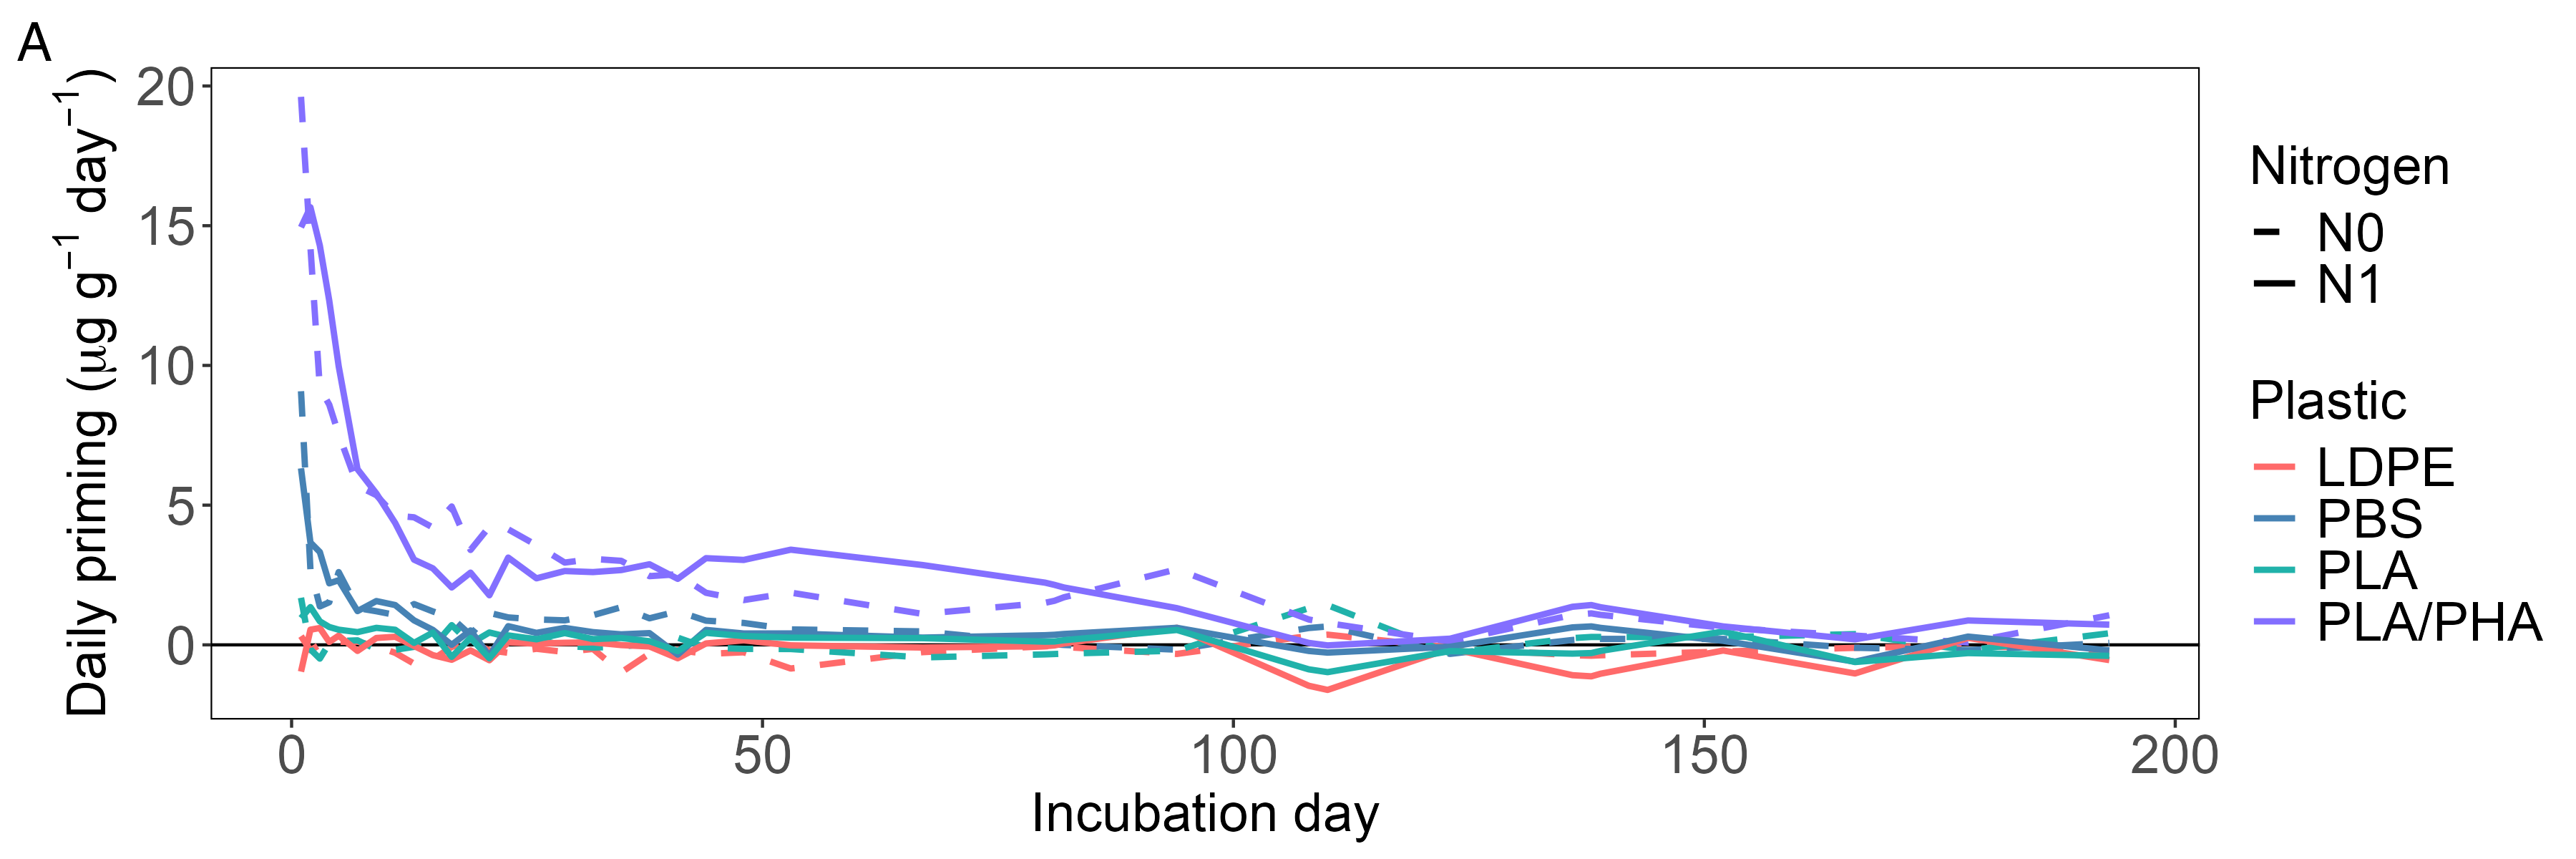 A
Daily priming (μg g⁻¹ day⁻¹)
20
15
10
5
0
0 50 100 150 200
Incubation day
Nitrogen
N0
N1
Plastic
LDPE
PBS
PLA
PLA/PHA